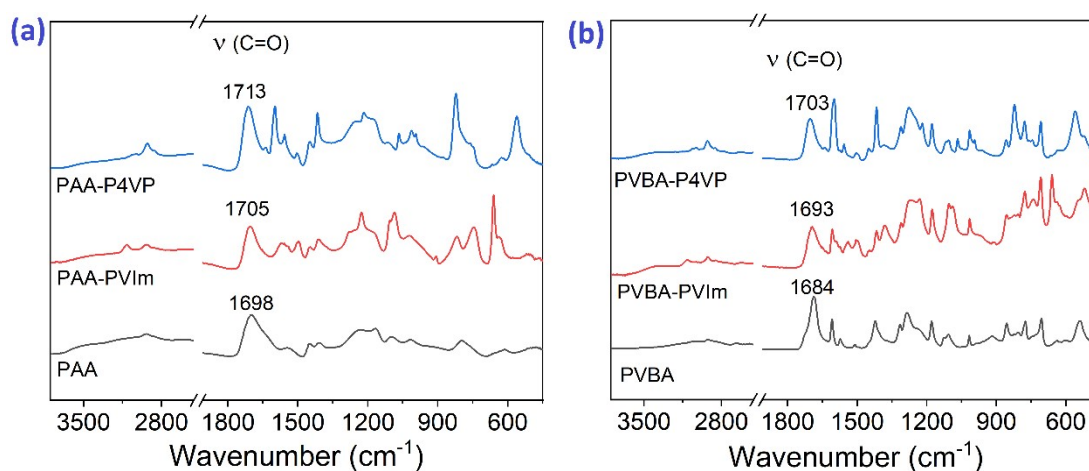 (a)
ν (C=O)
1713
PAA-P4VP
1705
PAA-PVIm
1698
PAA
3500 2800 1800 1500 1200 900 600
Wavenumber (cm⁻¹)
(b)
ν (C=O)
1703
PVBA-P4VP
1693
PVBA-PVIm
1684
PVBA
3500 2800 1800 1500 1200 900 600
Wavenumber (cm⁻¹)